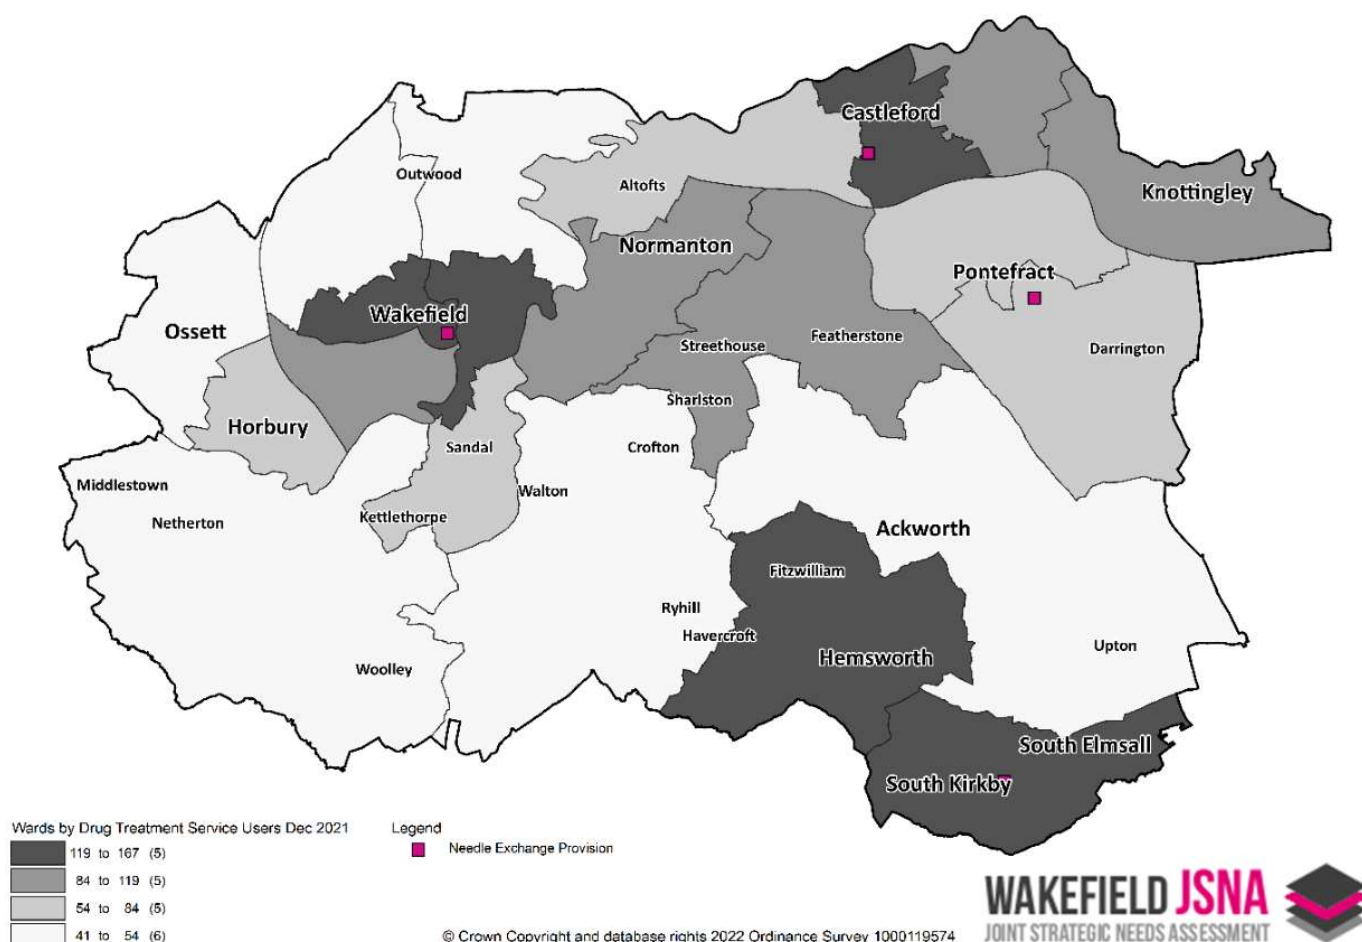 Castleford
Outwood
Altofts
Knottingley
Normanton
Pontefract
Wakefield
Ossett
Streethouse
Featherstone
Darrington
Sharlston
Horbury
Sandal
Crofton
Middlestown
Walton
Netherton
Kettlethorpe
Ackworth
Fitzwilliam
Ryhill
Havercroft
Upton
Hemsworth
Woolley
South Elmsall
South Kirkby
Wards by Drug Treatment Service Users Dec 2021
119 to 167 (5)
84 to 119 (5)
54 to 84 (5)
41 to 54 (6)
Legend
Needle Exchange Provision
© Crown Copyright and database rights 2022 Ordinance Survey 1000119574
WAKEFIELD JSNA
JOINT STRATEGIC NEEDS ASSESSMENT